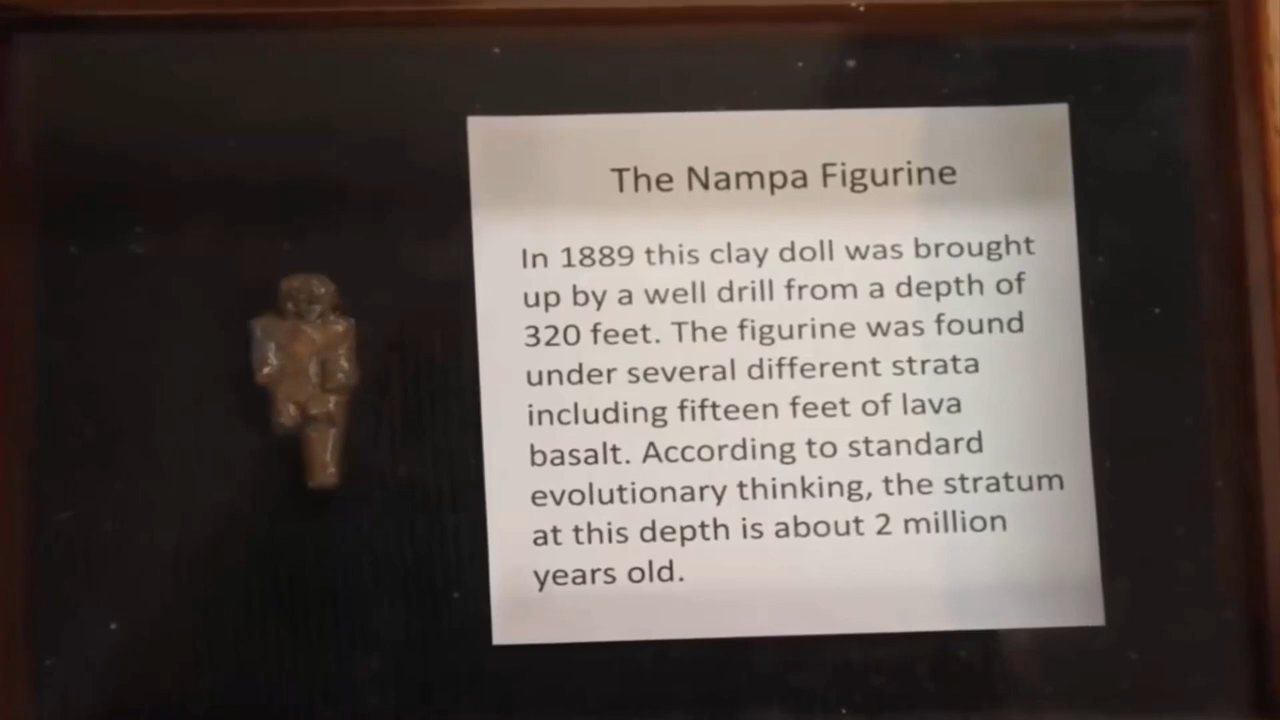 The Nampa Figurine
In 1889 this clay doll was brought
up by a well drill from a depth of
320 feet. The figurine was found
under several different strata
including fifteen feet of lava
basalt. According to standard
evolutionary thinking, the stratum
at this depth is about 2 million
years old.